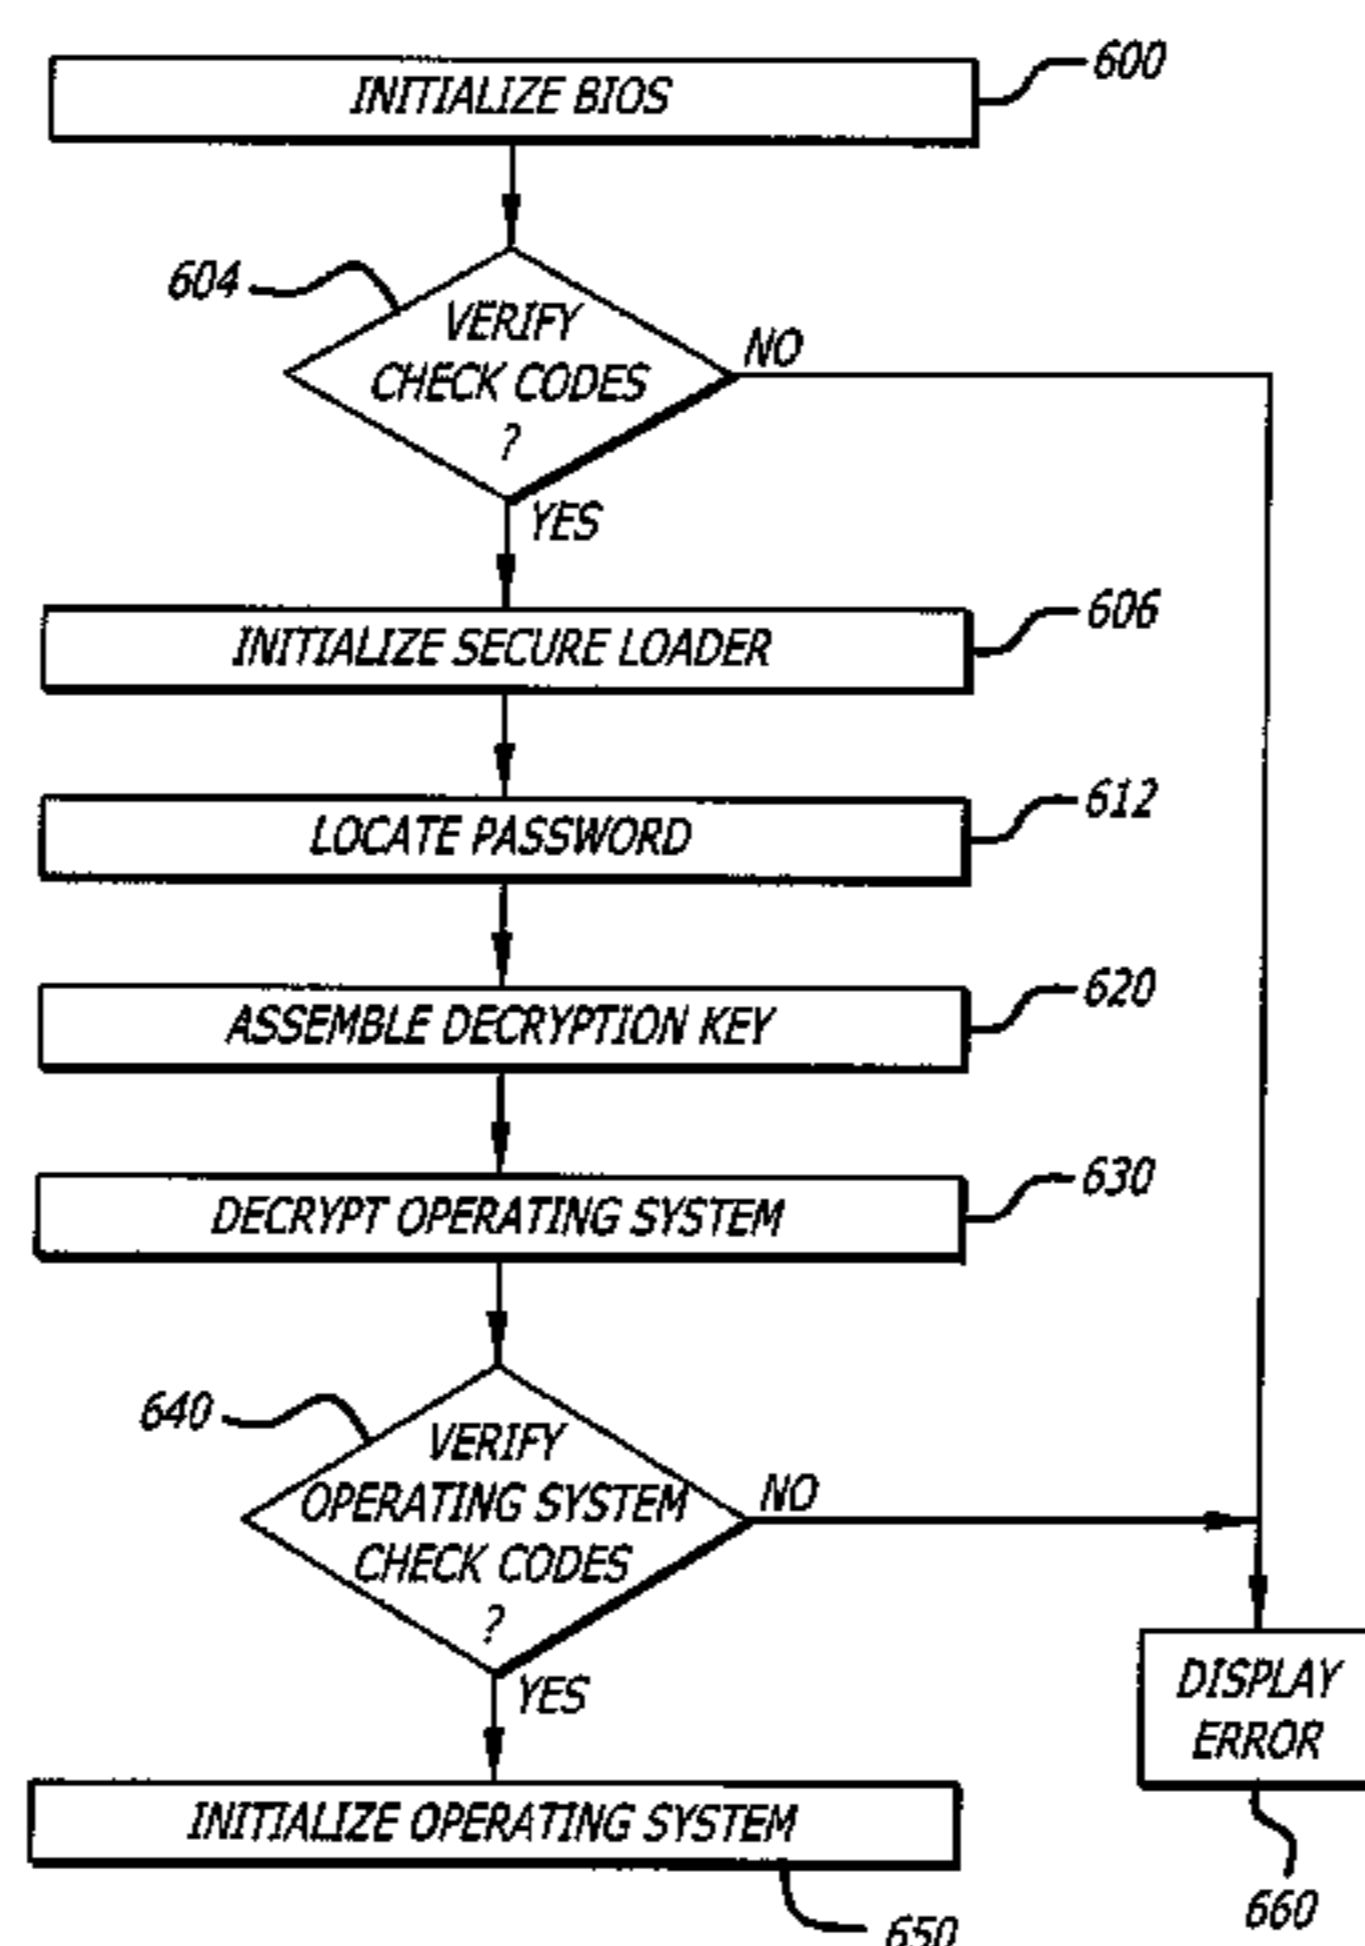 INITIALIZE BIOS
600
604
VERIFY
CHECK CODES
?
NO
YES
INITIALIZE SECURE LOADER
606
LOCATE PASSWORD
612
ASSEMBLE DECRYPTION KEY
620
DECRYPT OPERATING SYSTEM
630
640
VERIFY
OPERATING SYSTEM
CHECK CODES
?
NO
YES
DISPLAY
ERROR
INITIALIZE OPERATING SYSTEM
650
660